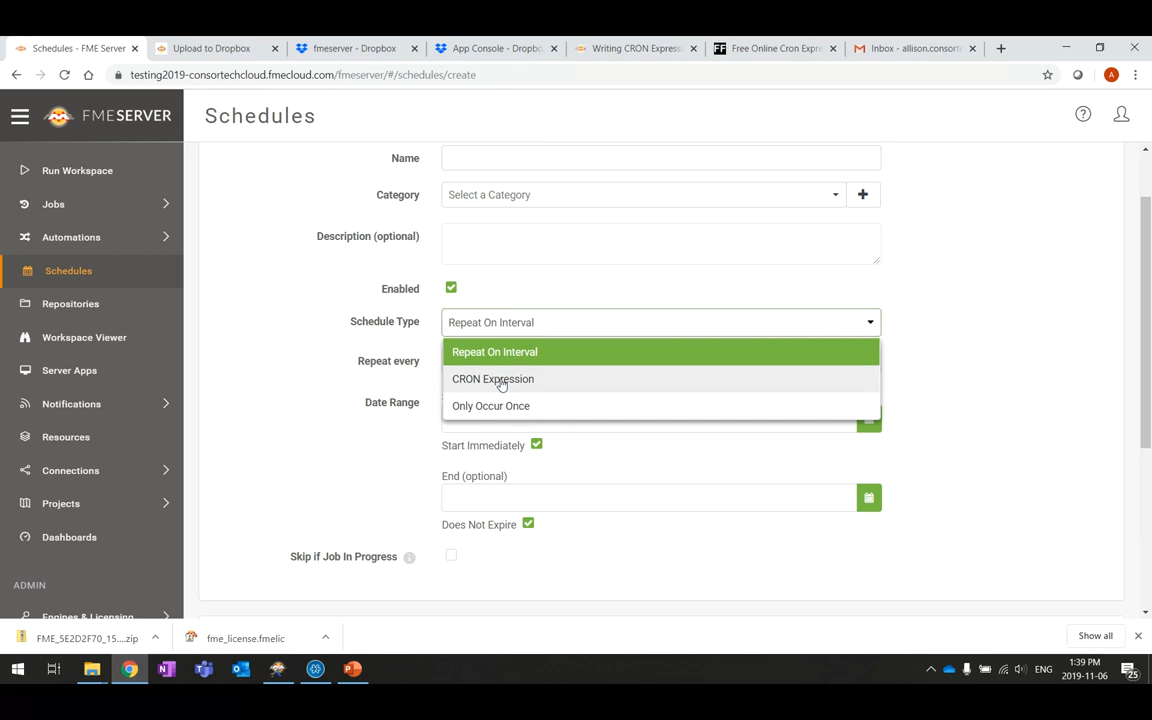 Schedules - FME Server
Upload to Dropbox
fmeserver - Dropbox
App Console - Dropbo
Writing CRON Expressi
Free Online Cron Expre
Inbox - allison.consorte
testing2019-consortechcloud.fmecloud.com/fmeserver/#/schedules/create
A
FMESERVER
Schedules
Run Workspace
Jobs
Automations
Schedules
Repositories
Workspace Viewer
Server Apps
Notifications
Resources
Connections
Projects
Dashboards
ADMIN
Engines & Licensing
Name
Category
Select a Category
Description (optional)
Enabled
Schedule Type
Repeat On Interval
Repeat On Interval
CRON Expression
Only Occur Once
Repeat every
Date Range
Start Immediately
End (optional)
Does Not Expire
Skip if Job In Progress
FME_5E2D2F70_15....zip
fme_license.fmelic
Show all
ENG
1:39 PM
2019-11-06
25